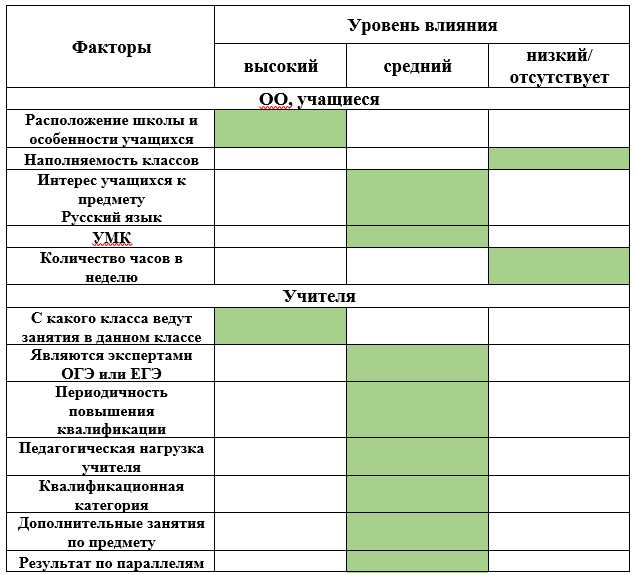 Факторы
Уровень влияния
высокий
средний
низкий/
отсутствует
ОО, учащиеся
Расположение школы и
особенности учащихся
Наполняемость классов
Интерес учащихся к
предмету
Русский язык
УМК
Количество часов в
неделю
Учителя
С какого класса ведут
занятия в данном классе
Являются экспертами
ОГЭ или ЕГЭ
Периодичность
повышения
квалификации
Педагогическая нагрузка
учителя
Квалификационная
категория
Дополнительные занятия
по предмету
Результат по параллелям